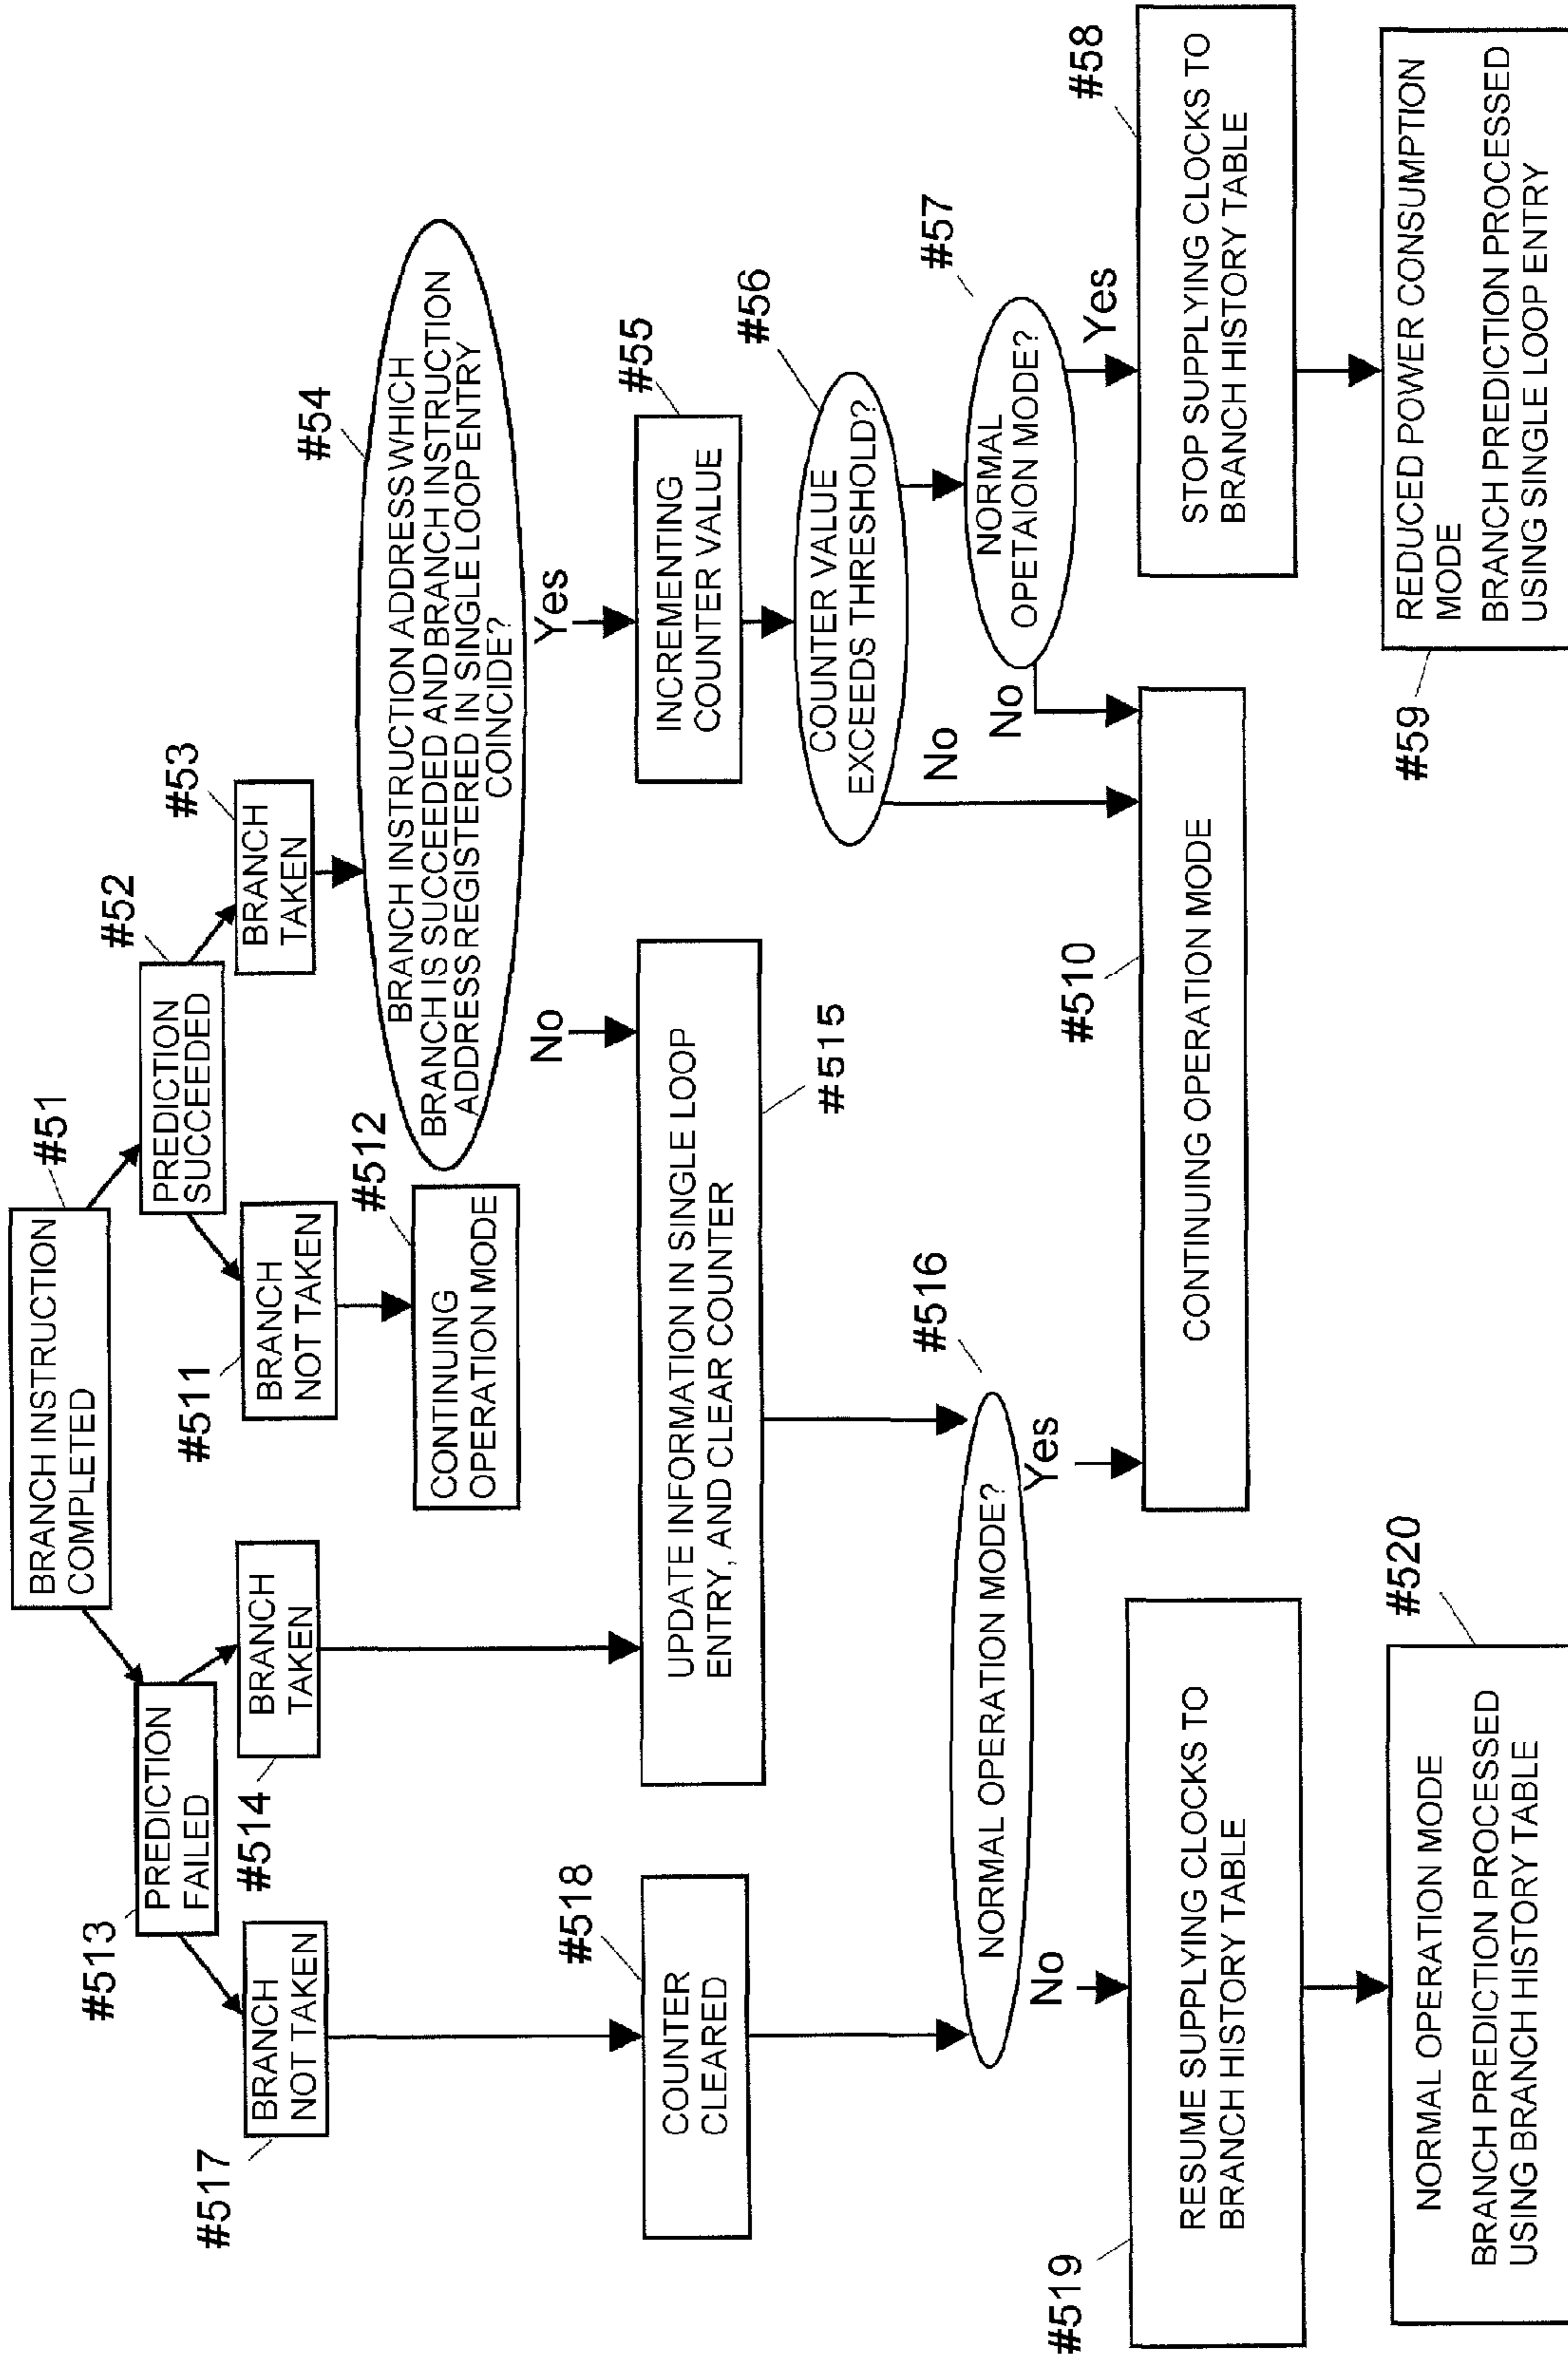 BRANCH INSTRUCTION
COMPLETED
#51
PREDICTION
SUCCEEDED
#52
BRANCH
TAKEN
#53
BRANCH INSTRUCTION ADDRESS WHICH
BRANCH IS SUCCEEDED AND BRANCH INSTRUCTION
ADDRESS REGISTERED IN SINGLE LOOP ENTRY
COINCIDE?
#54
Yes
INCREMENTING
COUNTER VALUE
#55
COUNTER VALUE
EXCEEDS THRESHOLD?
#56
No
NORMAL
OPETAION MODE?
#57
No
Yes
STOP SUPPLYING CLOCKS TO
BRANCH HISTORY TABLE
#58
REDUCED POWER CONSUMPTION
MODE
BRANCH PREDICTION PROCESSED
USING SINGLE LOOP ENTRY
#59
CONTINUING OPERATION MODE
#510
BRANCH
NOT TAKEN
#511
CONTINUING
OPERATION MODE
#512
PREDICTION
FAILED
#513
BRANCH
TAKEN
#514
No
UPDATE INFORMATION IN SINGLE LOOP
ENTRY, AND CLEAR COUNTER
#515
NORMAL OPERATION MODE?
#516
Yes
No
BRANCH
NOT TAKEN
#517
COUNTER
CLEARED
#518
RESUME SUPPLYING CLOCKS TO
BRANCH HISTORY TABLE
#519
NORMAL OPERATION MODE
BRANCH PREDICTION PROCESSED
USING BRANCH HISTORY TABLE
#520